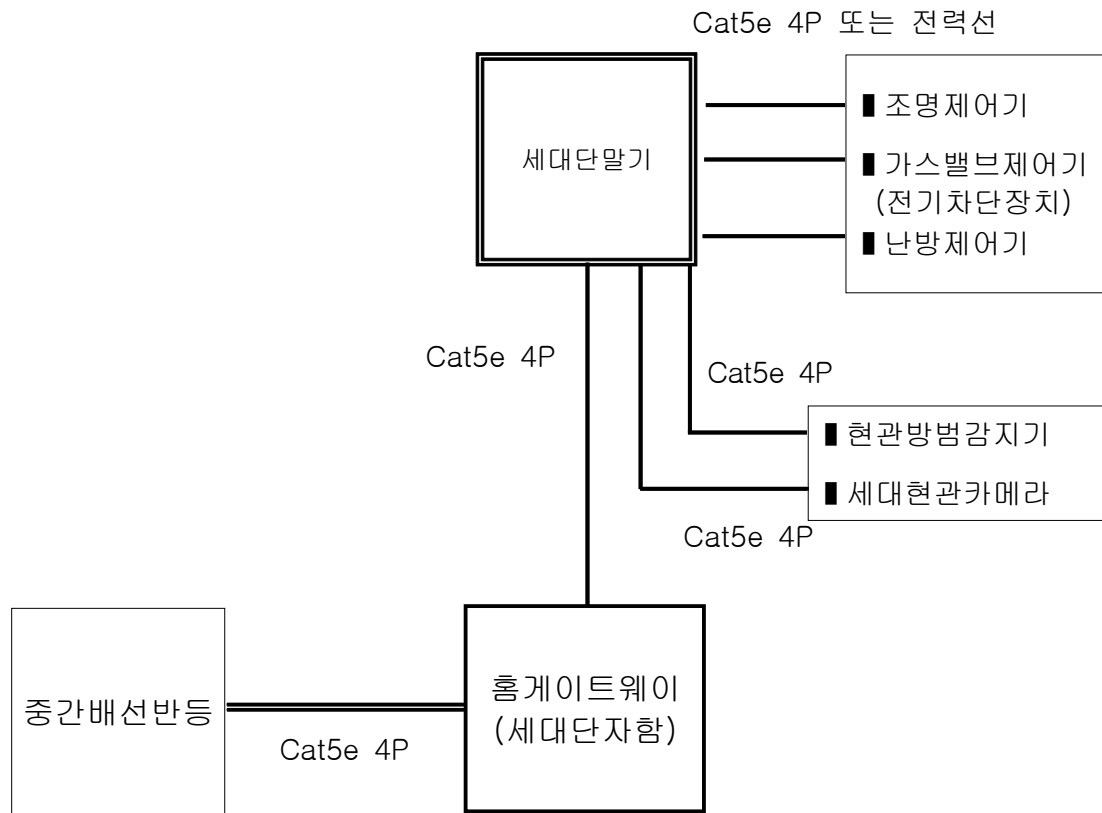 Cat5e 4P 또는 전력선
세대단말기
▮조명제어기
▮가스밸브제어기
(전기차단장치)
▮난방제어기
Cat5e 4P
Cat5e 4P
▮현관방범감지기
▮세대현관카메라
Cat5e 4P
중간배선반등
Cat5e 4P
홈게이트웨이
(세대단자함)